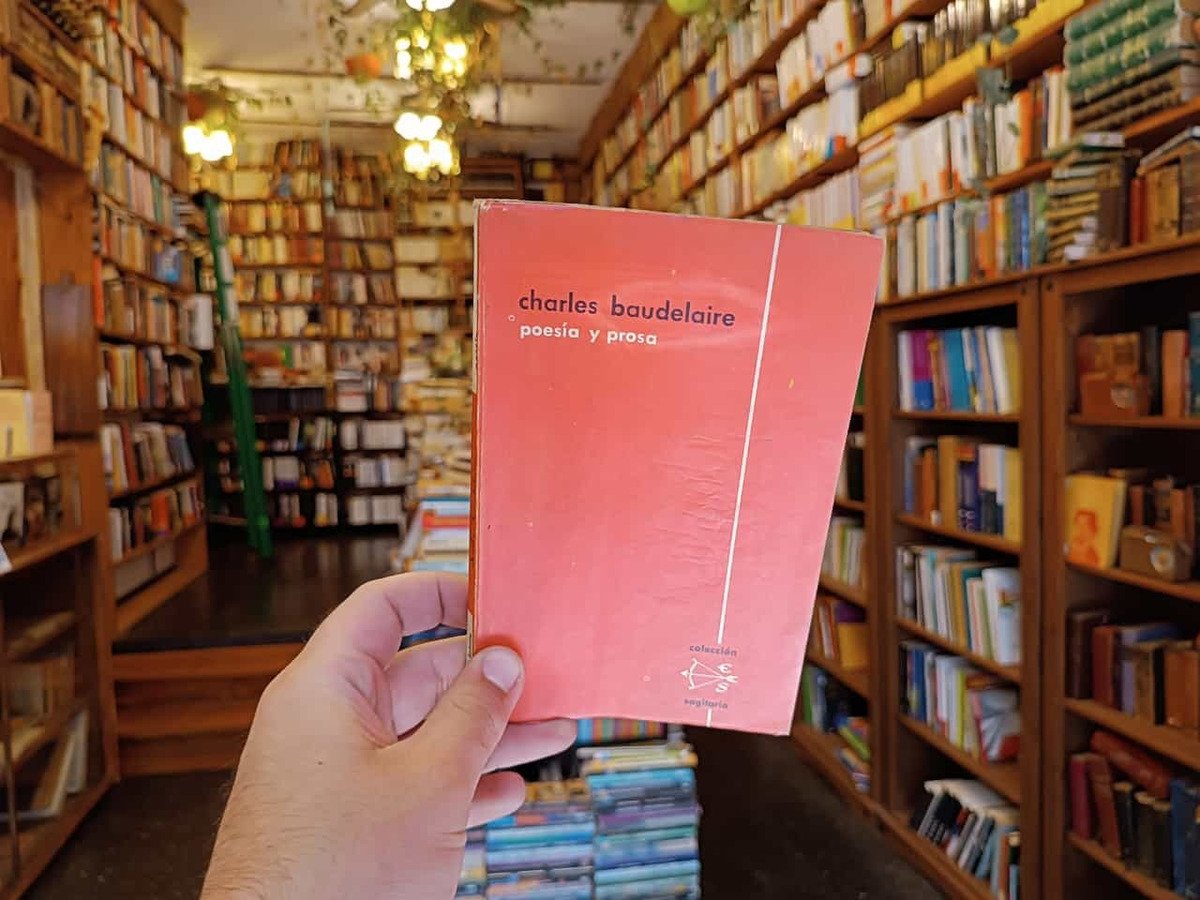 charles baudelaire
poesía y prosa
colección
E
S
sagitario